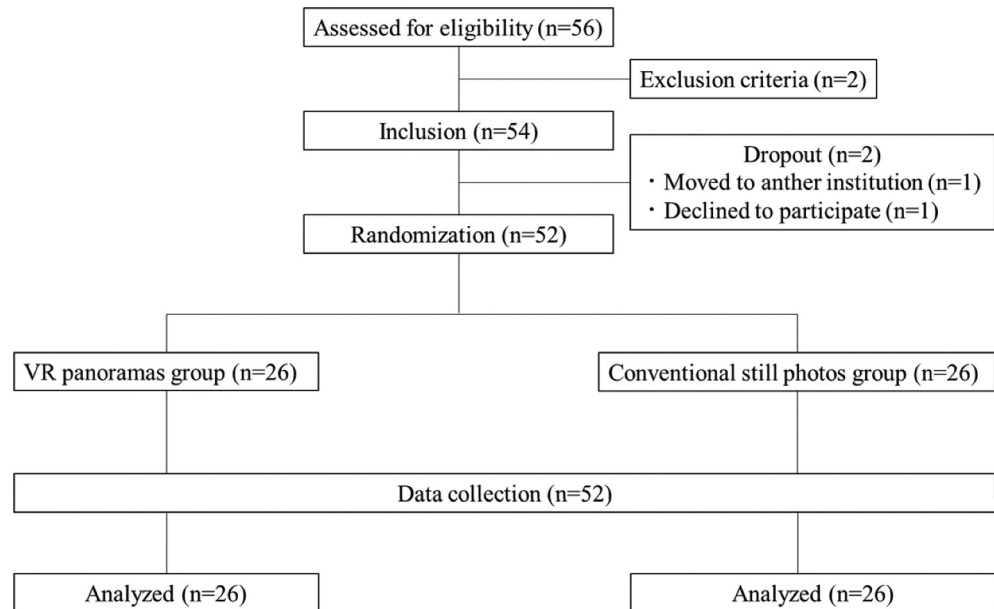 Assessed for eligibility (n=56)
Exclusion criteria (n=2)
Inclusion (n=54)
Dropout (n=2)
・Moved to anther institution (n=1)
・Declined to participate (n=1)
Randomization (n=52)
VR panoramas group (n=26)
Conventional still photos group (n=26)
Data collection (n=52)
Analyzed (n=26)
Analyzed (n=26)